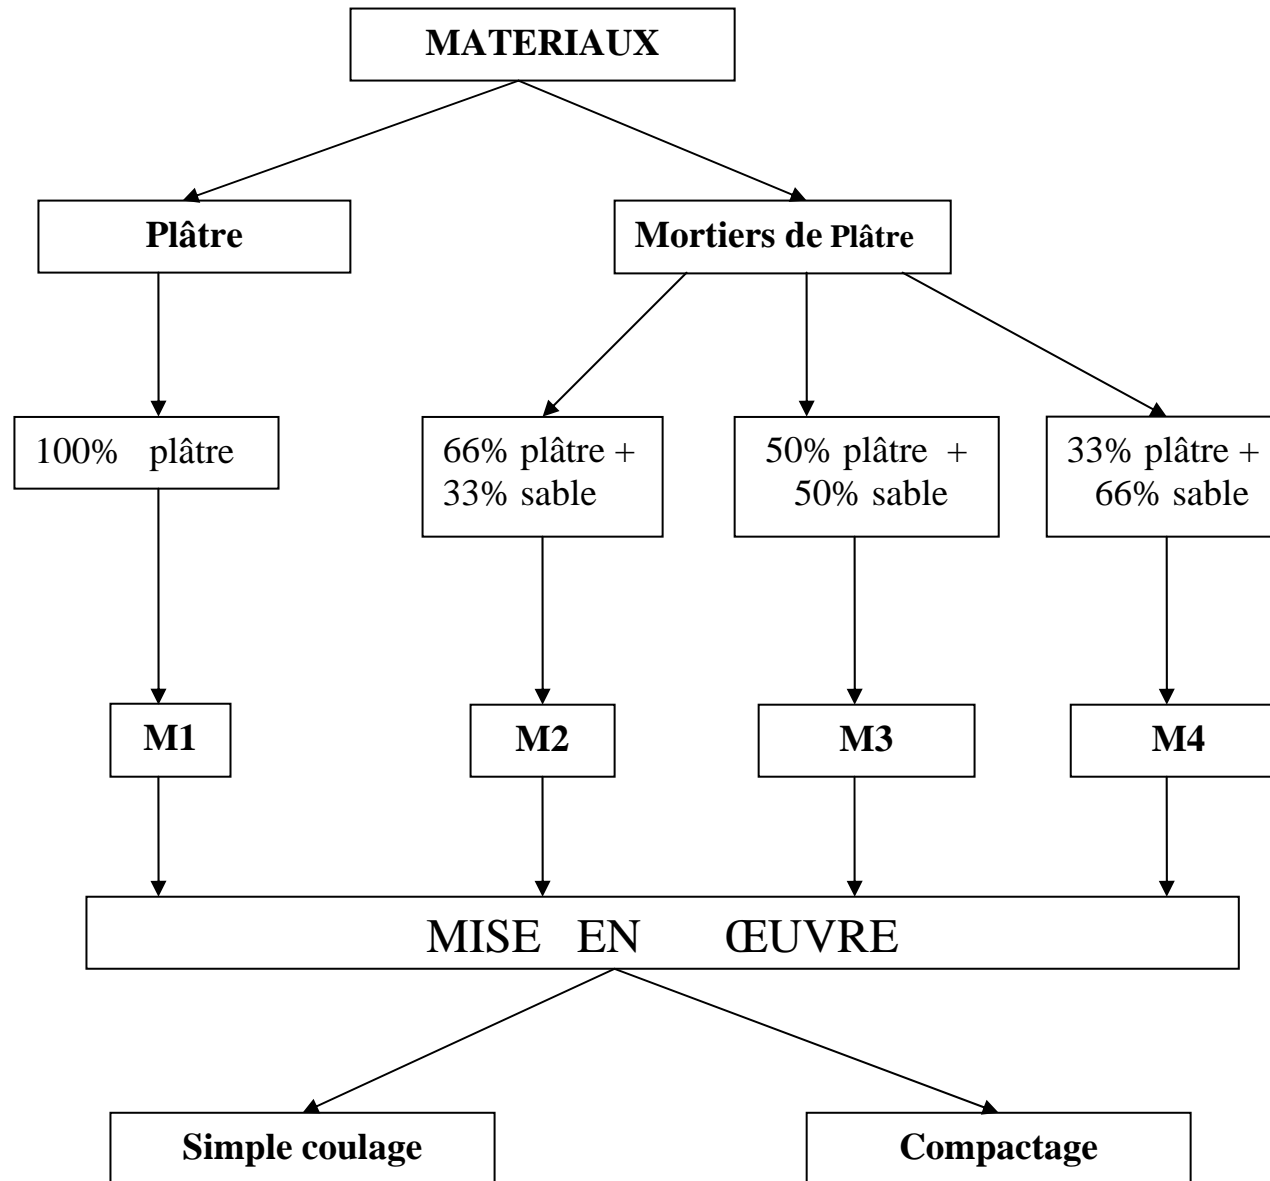 MATERIAUX
Plâtre
Mortiers de Plâtre
100% plâtre
66% plâtre +
33% sable
50% plâtre +
50% sable
33% plâtre +
66% sable
M1
M2
M3
M4
MISE EN ŒUVRE
Simple coulage
Compactage